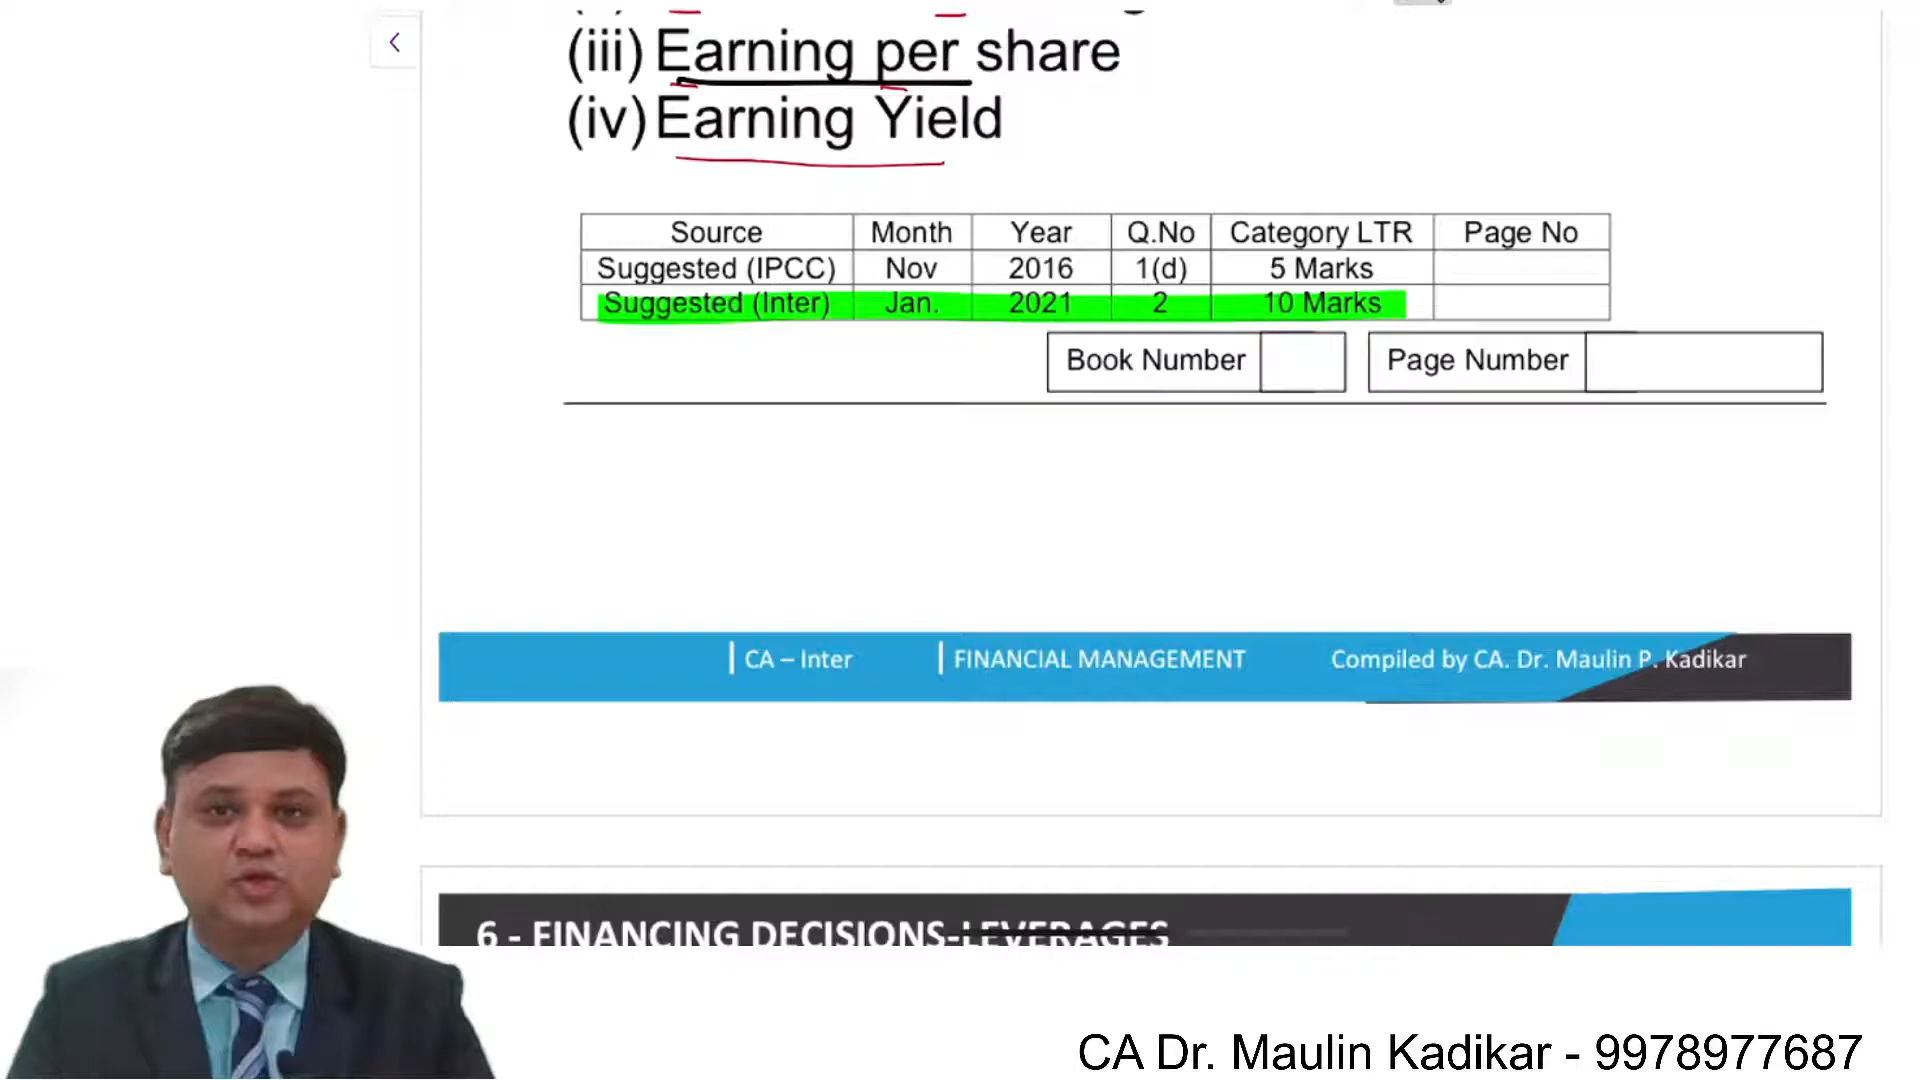 (iii) Earning per share
(iv) Earning Yield
Source Month Year Q.No Category LTR Page No
Suggested (IPCC) Nov 2016 1(d) 5 Marks
Suggested (Inter) Jan. 2021 2 10 Marks
Book Number Page Number
CA – Inter FINANCIAL MANAGEMENT Compiled by CA. Dr. Maulin P. Kadikar
6 - FINANCING DECISIONS-LEVERAGES
CA Dr. Maulin Kadikar - 9978977687